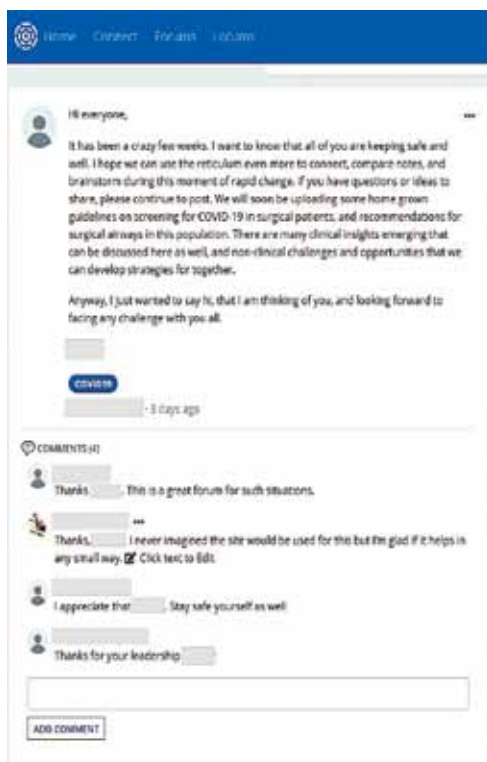 Home Connect Forums
Hi everyone,
It has been a crazy few weeks. I want to know that all of you are keeping safe and
well. I hope we can use the reticulum even more to connect, compare notes, and
brainstorm during this moment of rapid change. If you have questions or ideas to
share, please continue to post. We will soon be uploading some home grown
guidelines on screening for COVID-19 in surgical patients, and recommendations for
surgical airways in this population. There are many clinical insights emerging that
can be discussed here as well, and non-clinical challenges and opportunities that we
can develop strategies for together.
Anyway, I just wanted to say hi, that I am thinking of you, and looking forward to
facing any challenge with you all.
COVID19
- 3 days ago
COMMENTS (4)
Thanks . This is a great forum for such situations.
Thanks, I never imagined the site would be used for this but I'm glad if it helps in
any small way. Click text to Edit
I appreciate that . Stay safe yourself as well
Thanks for your leadership
ADD COMMENT